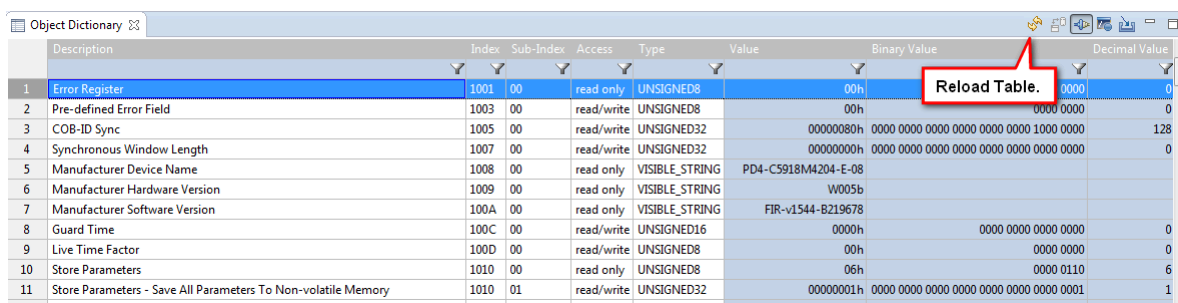 Object Dictionary
Description Index Sub-Index Access Type Value Binary Value Decimal Value
1 Error Register 1001 00 read only UNSIGNED8 00h 0000 0
Reload Table.
2 Pre-defined Error Field 1003 00 read/write UNSIGNED8 00h 0000 0000 0
3 COB-ID Sync 1005 00 read/write UNSIGNED32 00000080h 0000 0000 0000 0000 0000 0000 1000 0000 128
4 Synchronous Window Length 1007 00 read/write UNSIGNED32 00000000h 0000 0000 0000 0000 0000 0000 0000 0000 0
5 Manufacturer Device Name 1008 00 read only VISIBLE_STRING PD4-C5918M4204-E-08
6 Manufacturer Hardware Version 1009 00 read only VISIBLE_STRING W005b
7 Manufacturer Software Version 100A 00 read only VISIBLE_STRING FIR-v1544-B219678
8 Guard Time 100C 00 read/write UNSIGNED16 0000h 0000 0000 0000 0000 0
9 Live Time Factor 100D 00 read/write UNSIGNED8 00h 0000 0000 0
10 Store Parameters 1010 00 read only UNSIGNED8 06h 0000 0110 6
11 Store Parameters - Save All Parameters To Non-volatile Memory 1010 01 read/write UNSIGNED32 00000001h 0000 0000 0000 0000 0000 0000 0000 0001 1